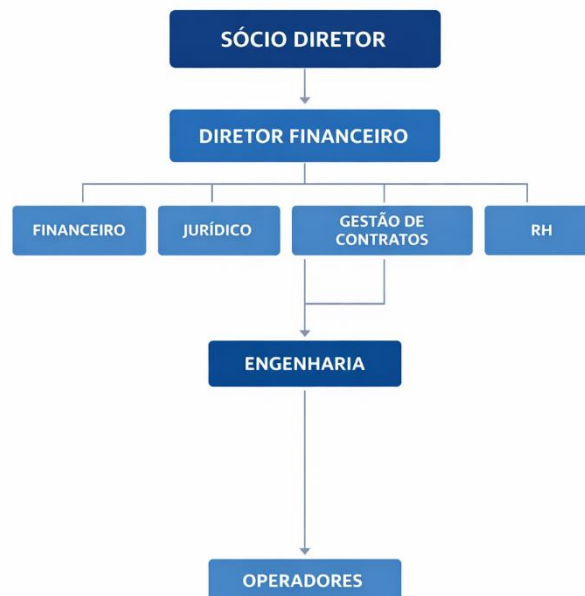 SÓCIO DIRETOR
DIRETOR FINANCEIRO
FINANCEIRO
JURÍDICO
GESTÃO DE
CONTRATOS
RH
ENGENHARIA
OPERADORES